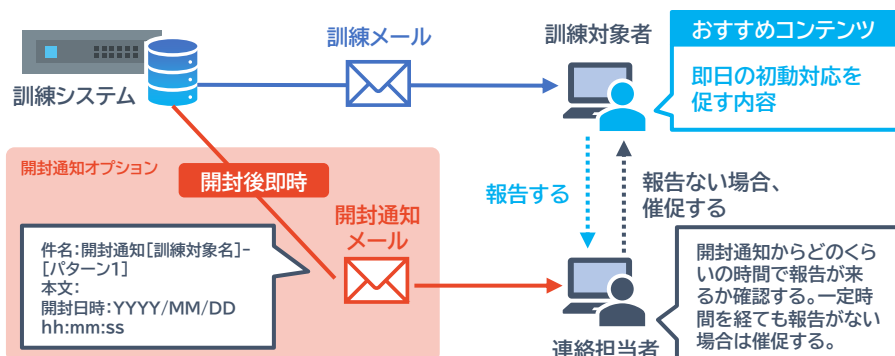 訓練メール
訓練対象者
おすすめコンテンツ
即日の初動対応を
促す内容
訓練システム
開封通知オプション
開封後即時
報告する
報告ない場合、
催促する
開封通知
メール
件名:開封通知[訓練対象名]-
[パターン1]
本文:
開封日時:YYYY/MM/DD
hh:mm:ss
開封通知からどのくら
いの時間で報告が来
るか確認する。一定時
間を経ても報告がない
場合は催促する。
連絡担当者